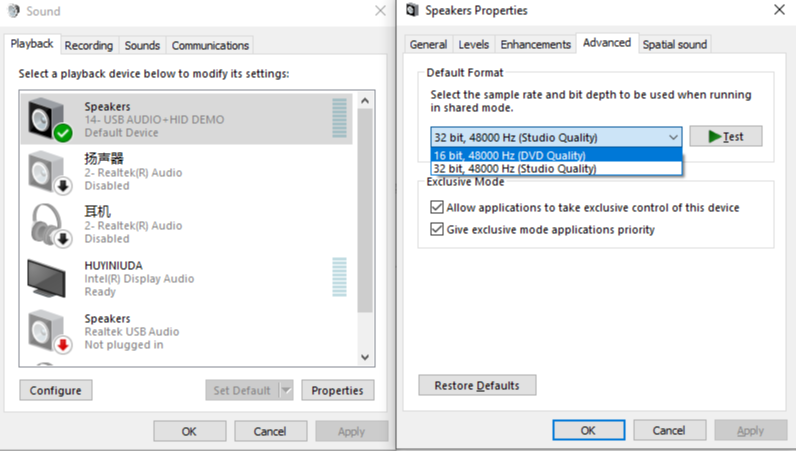 Sound
Playback
Recording
Sounds
Communications
Select a playback device below to modify its settings:
Speakers
14- USB AUDIO+HID DEMO
Default Device
扬声器
2- Realtek(R) Audio
Disabled
耳机
2- Realtek(R) Audio
Disabled
HUYINIUDA
Intel(R) Display Audio
Ready
Speakers
Realtek USB Audio
Not plugged in
Configure
Set Default
Properties
OK
Cancel
Apply
Speakers Properties
General
Levels
Enhancements
Advanced
Spatial sound
Default Format
Select the sample rate and bit depth to be used when running
in shared mode.
32 bit, 48000 Hz (Studio Quality)
Test
16 bit, 48000 Hz (DVD Quality)
32 bit, 48000 Hz (Studio Quality)
Exclusive Mode
Allow applications to take exclusive control of this device
Give exclusive mode applications priority
Restore Defaults
OK
Cancel
Apply